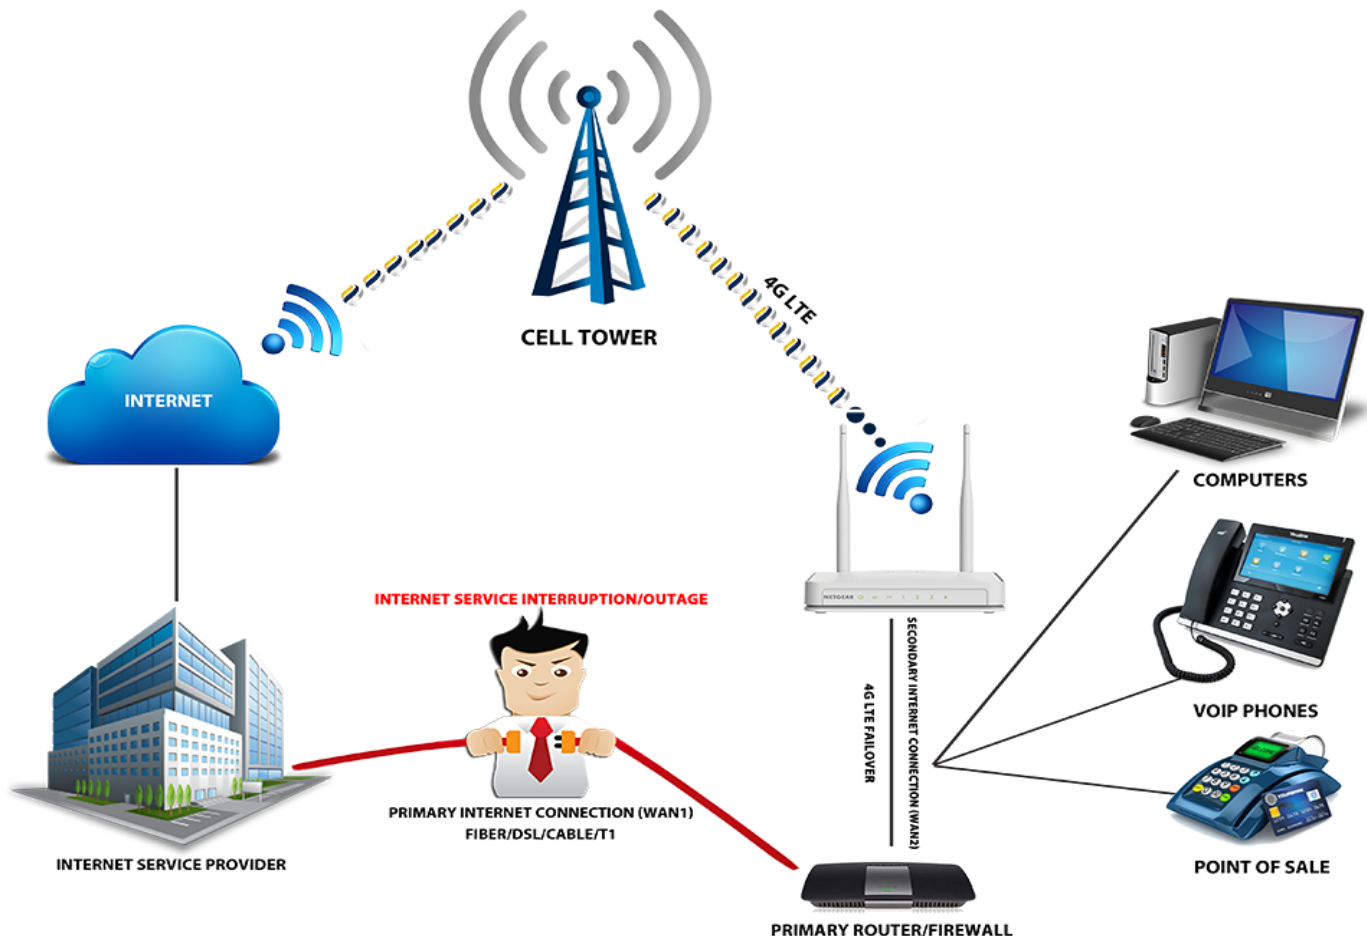 CELL TOWER
4G LTE
INTERNET
COMPUTERS
NETGEAR
INTERNET SERVICE INTERRUPTION/OUTAGE
4G LTE FAILOVER
SECONDARY INTERNET CONNECTION (WAN2)
VOIP PHONES
PRIMARY INTERNET CONNECTION (WAN1)
FIBER/DSL/CABLE/T1
INTERNET SERVICE PROVIDER
POINT OF SALE
PRIMARY ROUTER/FIREWALL